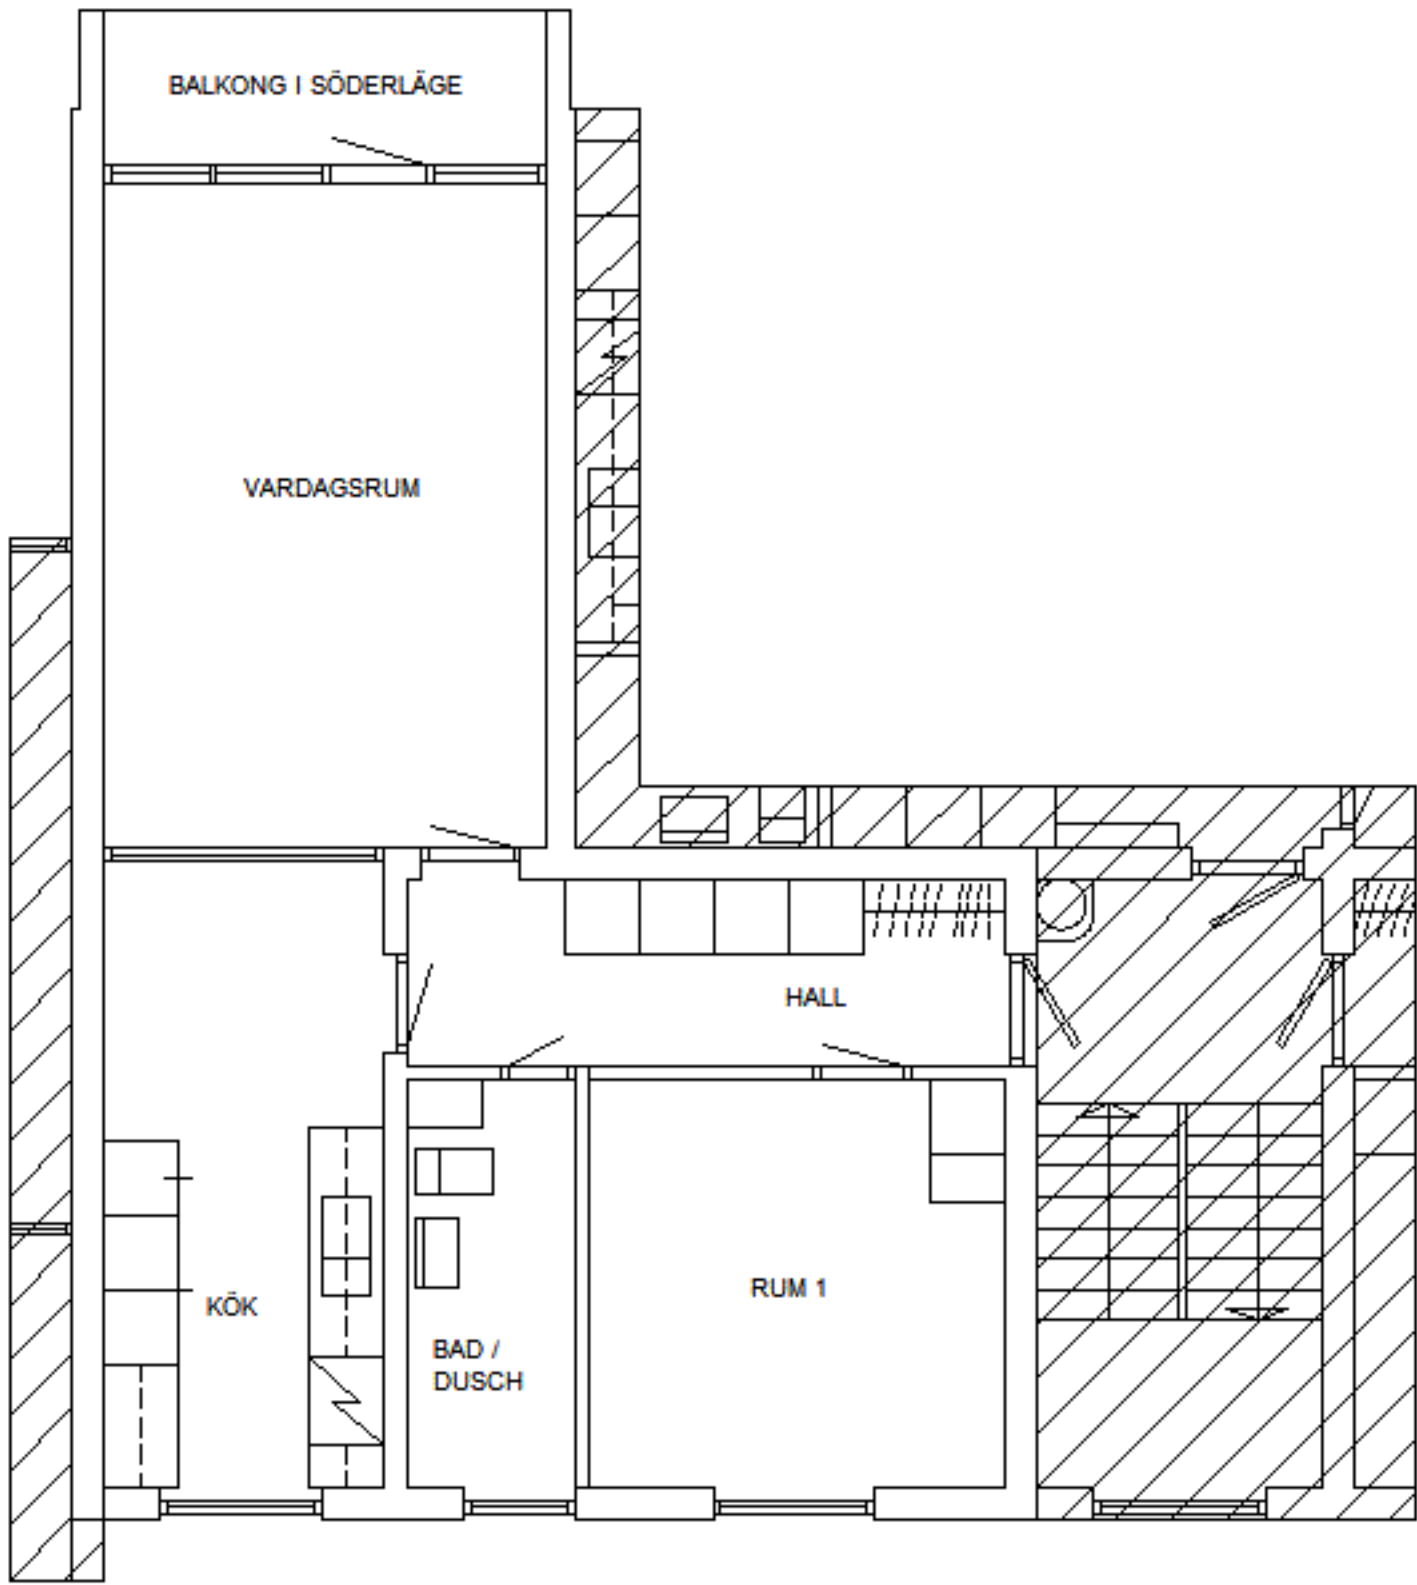 BALKONG I SÖDERLÄGE
VARDAGSRUM
HALL
KÖK
BAD /
DUSCH
RUM 1